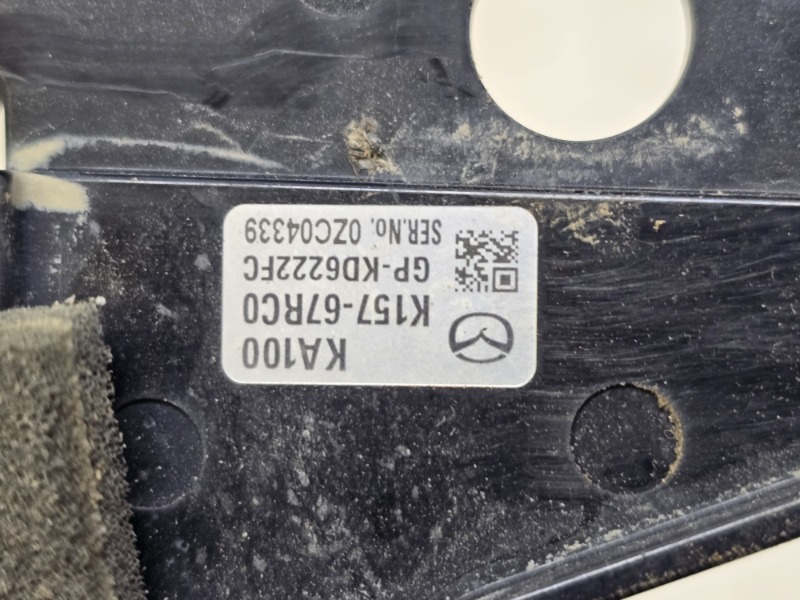 KA100
K157-67RC0
GP-KD6222FC
SER.No. 0ZC04339